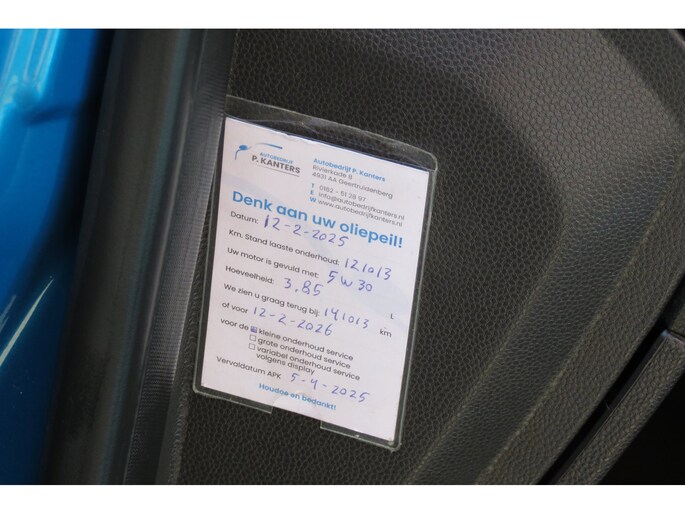 AUTOBEDRIJF
P. KANTERS
Autobedrijf P. Kanters
Rivierkade 8
4931 AA Geertruidenberg
T 0162 - 51 28 97
E info@autobedrijfkanters.nl
W www.autobedrijfkanters.nl
Denk aan uw oliepeil!
Datum: 12-2-2025
Km. Stand laaste onderhoud: 121013
Uw motor is gevuld met: 5W30
Hoeveelheid: 3.85 l.
We zien u graag terug bij: 141013 km
of voor 12-2-2026
voor de: kleine onderhoud service
grote onderhoud service
variabel onderhoud service
volgens display
Vervaldatum APK: 5-4-2025
Houdoe en bedankt!